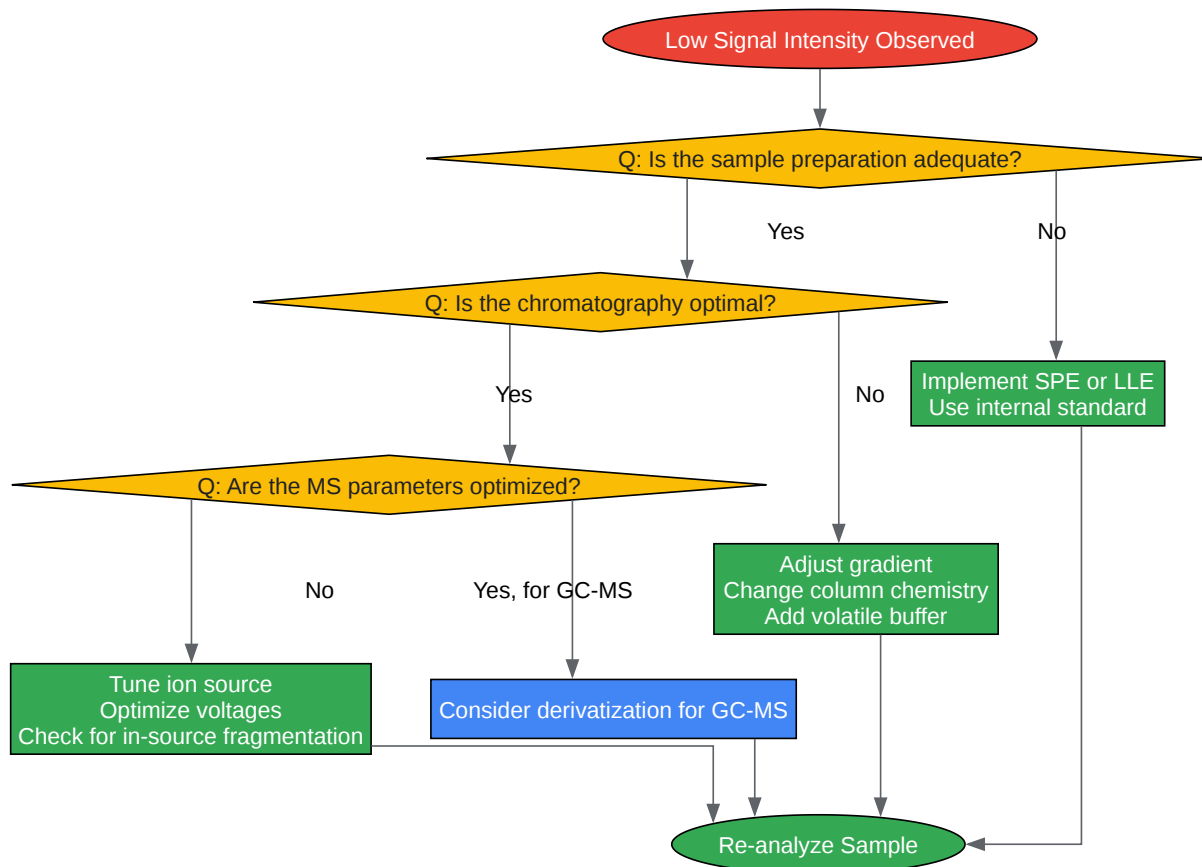 Low Signal Intensity Observed
Q: Is the sample preparation adequate?
Yes
No
Q: Is the chromatography optimal?
Yes
No
Implement SPE or LLE
Use internal standard
Q: Are the MS parameters optimized?
No
Yes, for GC-MS
Adjust gradient
Change column chemistry
Add volatile buffer
Tune ion source
Optimize voltages
Check for in-source fragmentation
Consider derivatization for GC-MS
Re-analyze Sample